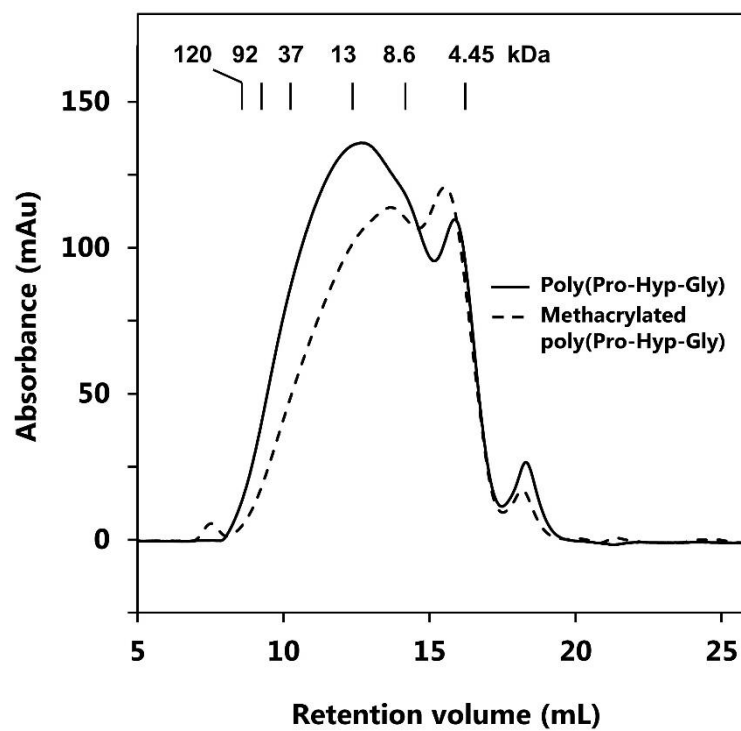 120 92 37 13 8.6 4.45 kDa
150
100
50
0
Absorbance (mAu)
Poly(Pro-Hyp-Gly)
Methacrylated
poly(Pro-Hyp-Gly)
5 10 15 20 25
Retention volume (mL)